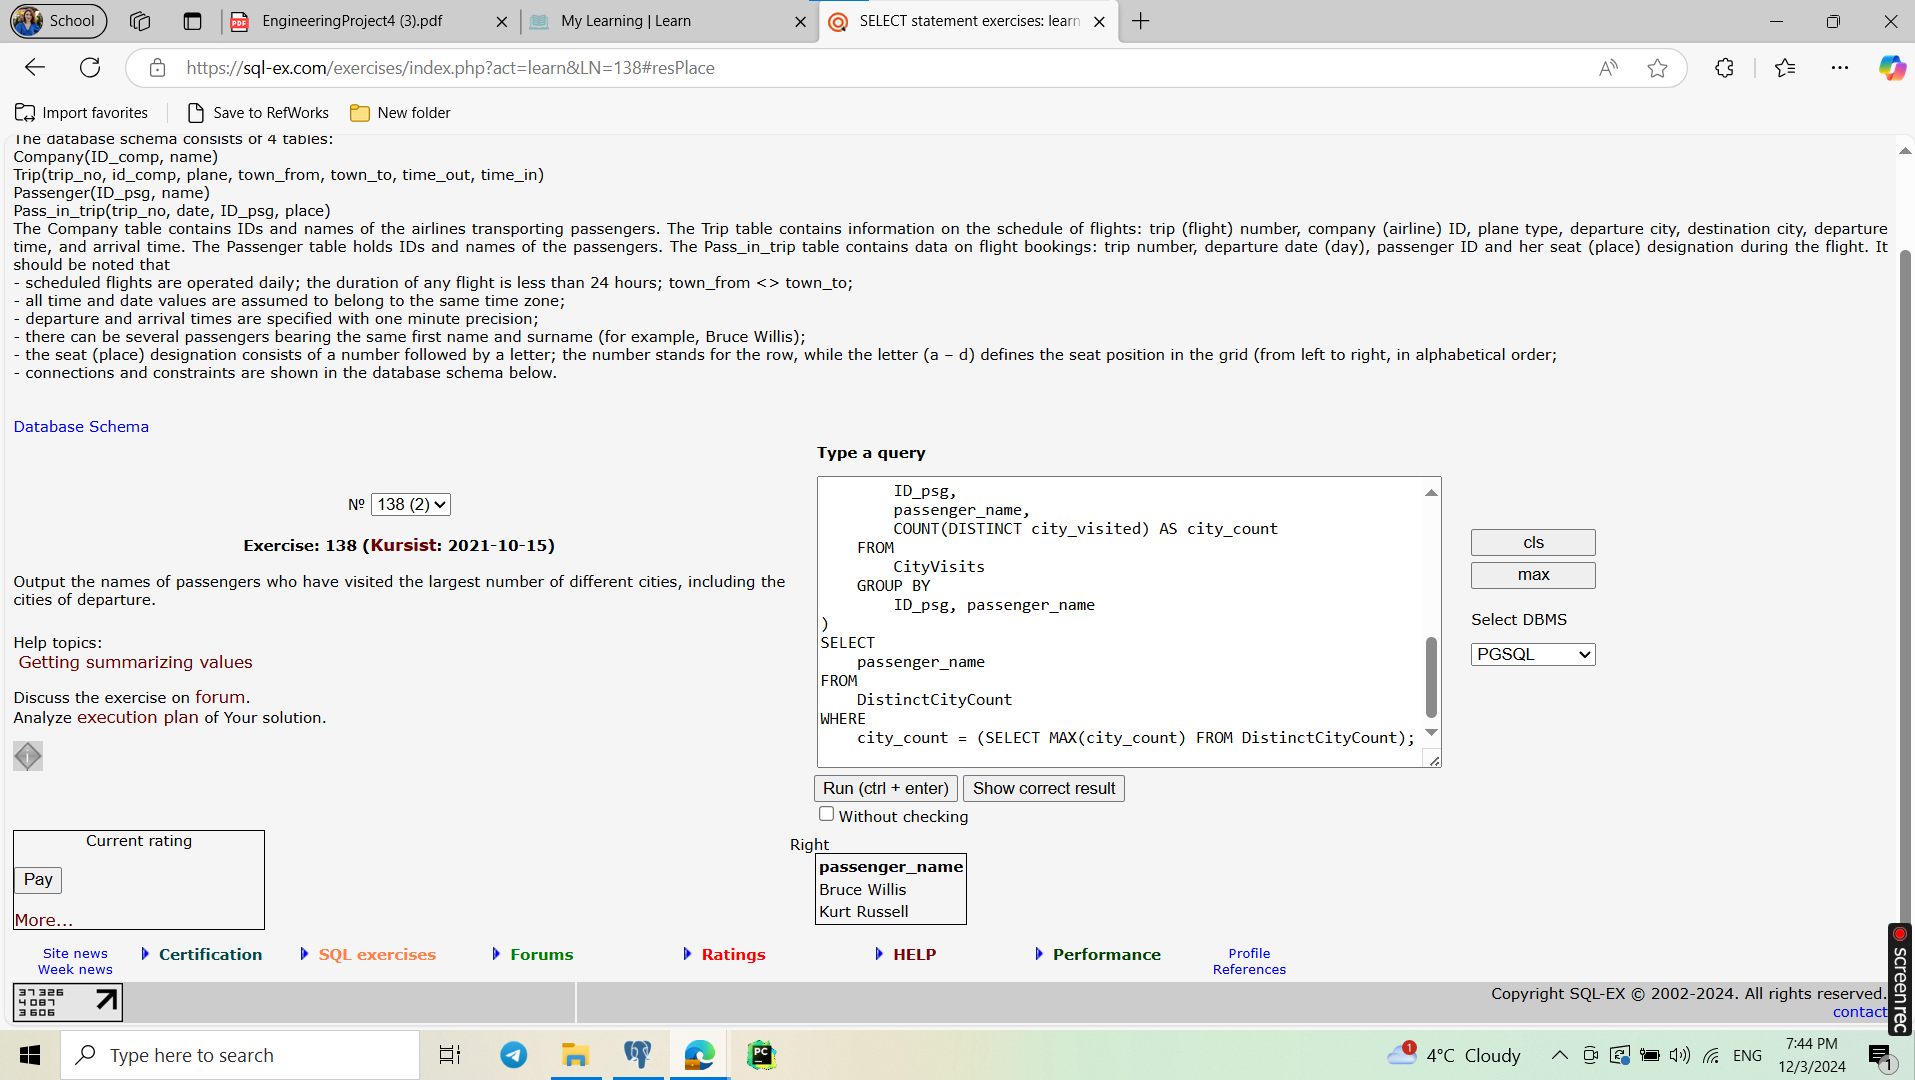 School
EngineeringProject4 (3).pdf
My Learning | Learn
SELECT statement exercises: learn
https://sql-ex.com/exercises/index.php?act=learn&LN=138#resPlace
Import favorites
Save to RefWorks
New folder
The database schema consists of 4 tables:
Company(ID_comp, name)
Trip(trip_no, id_comp, plane, town_from, town_to, time_out, time_in)
Passenger(ID_psg, name)
Pass_in_trip(trip_no, date, ID_psg, place)
The Company table contains IDs and names of the airlines transporting passengers. The Trip table contains information on the schedule of flights: trip (flight) number, company (airline) ID, plane type, departure city, destination city, departure
time, and arrival time. The Passenger table holds IDs and names of the passengers. The Pass_in_trip table contains data on flight bookings: trip number, departure date (day), passenger ID and her seat (place) designation during the flight. It
should be noted that
- scheduled flights are operated daily; the duration of any flight is less than 24 hours; town_from <> town_to;
- all time and date values are assumed to belong to the same time zone;
- departure and arrival times are specified with one minute precision;
- there can be several passengers bearing the same first name and surname (for example, Bruce Willis);
- the seat (place) designation consists of a number followed by a letter; the number stands for the row, while the letter (a – d) defines the seat position in the grid (from left to right, in alphabetical order;
- connections and constraints are shown in the database schema below.
Database Schema
Nº 138 (2)
Exercise: 138 (Kursist: 2021-10-15)
Output the names of passengers who have visited the largest number of different cities, including the
cities of departure.
Help topics:
Getting summarizing values
Discuss the exercise on forum.
Analyze execution plan of Your solution.
Type a query
ID_psg,
passenger_name,
COUNT(DISTINCT city_visited) AS city_count
FROM
CityVisits
GROUP BY
ID_psg, passenger_name
)
SELECT
passenger_name
FROM
DistinctCityCount
WHERE
city_count = (SELECT MAX(city_count) FROM DistinctCityCount);
cls
max
Select DBMS
PGSQL
Run (ctrl + enter)
Show correct result
Without checking
Right
passenger_name
Bruce Willis
Kurt Russell
Current rating
Pay
More...
Site news
Week news
Certification
SQL exercises
Forums
Ratings
HELP
Performance
Profile
References
37 326
4 087
3 606
Copyright SQL-EX © 2002-2024. All rights reserved.
contact
screenrec
Type here to search
PC
1
4°C Cloudy
ENG
7:44 PM
12/3/2024
1